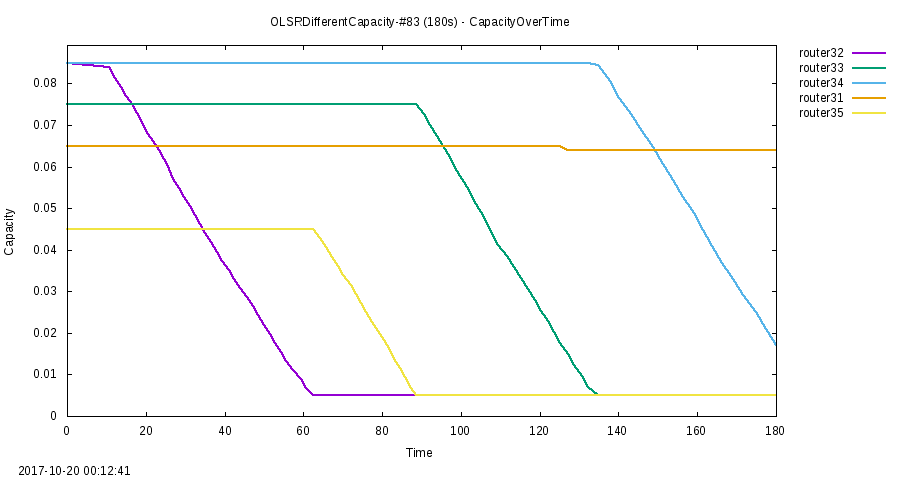 OLSRDifferentCapacity-#83 (180s) - CapacityOverTime
router32
router33
router34
router31
router35
0.08
0.07
0.06
0.05
0.04
0.03
0.02
0.01
0
Capacity
0 20 40 60 80 100 120 140 160 180
Time
2017-10-20 00:12:41